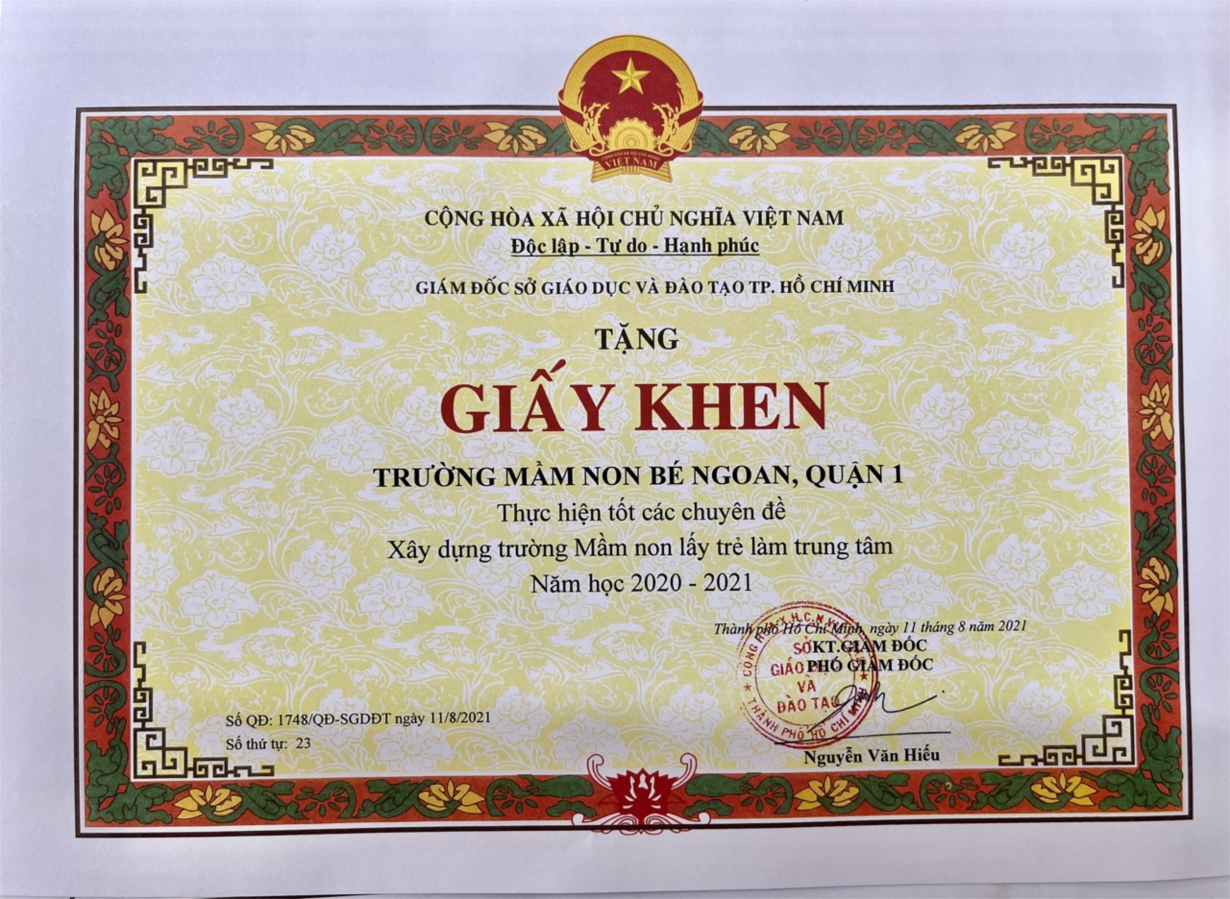 VIỆT NAM
CỘNG HÒA XÃ HỘI CHỦ NGHĨA VIỆT NAM
Độc lập - Tự do - Hạnh phúc
GIÁM ĐỐC SỞ GIÁO DỤC VÀ ĐÀO TẠO TP. HỒ CHÍ MINH
TẶNG
GIẤY KHEN
TRƯỜNG MẦM NON BÉ NGOAN, QUẬN 1
Thực hiện tốt các chuyên đề
Xây dựng trường Mầm non lấy trẻ làm trung tâm
Năm học 2020 - 2021
Thành phố Hồ Chí Minh, ngày 11 tháng 8 năm 2021
KT.GIÁM ĐỐC
PHÓ GIÁM ĐỐC
SỞ
GIÁO
VÀ
ĐÀO TẠO
THÀNH PHỐ HỒ CHÍ MINH
Số QĐ: 1748/QĐ-SGDĐT ngày 11/8/2021
Số thứ tự: 23
Nguyễn Văn Hiếu